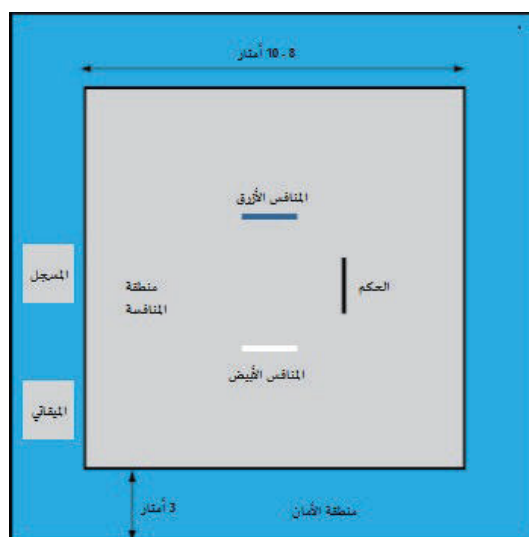 8 - 10 أمتار
المنافس الأزرق
المسجل
منطقة
المنافسة
الحكم
المنافس الأبيض
الميقاتي
3 أمتار
منطقة الأمان